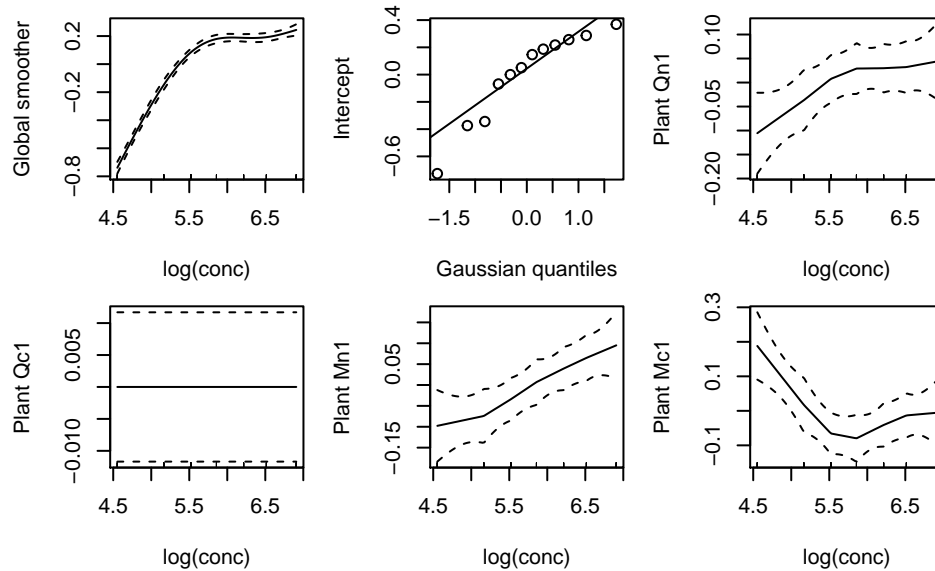 Global smoother
0.2
−0.2
−0.8
4.5 5.5 6.5
log(conc)
Intercept
0.4
0.0
−0.6
−1.5 0.0 1.0
Gaussian quantiles
Plant Qn1
0.10
−0.05
−0.20
4.5 5.5 6.5
log(conc)
Plant Qc1
0.005
−0.010
4.5 5.5 6.5
log(conc)
Plant Mn1
0.05
−0.15
4.5 5.5 6.5
log(conc)
Plant Mc1
0.3
0.1
−0.1
4.5 5.5 6.5
log(conc)